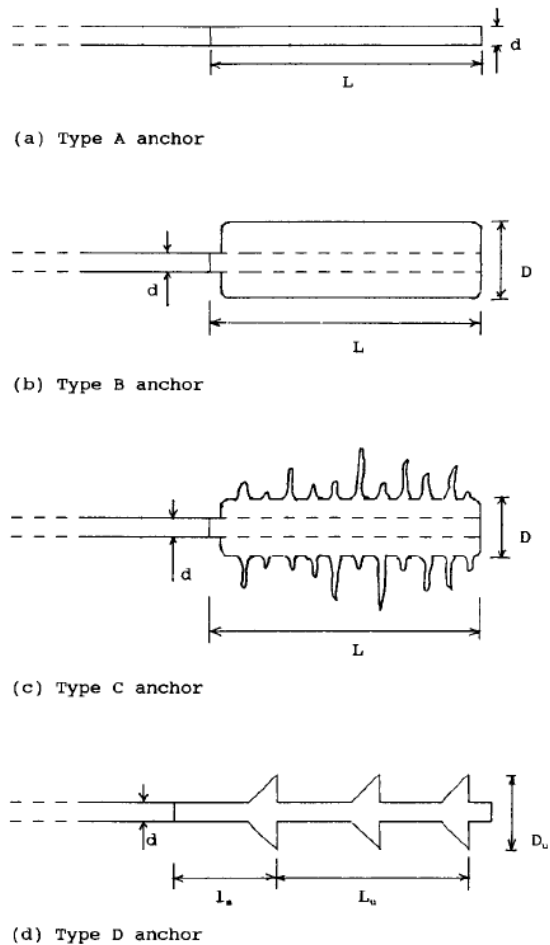 d
L
(a) Type A anchor
D
d
L
(b) Type B anchor
D
d
L
(c) Type C anchor
d
Du
ls
Lu
(d) Type D anchor